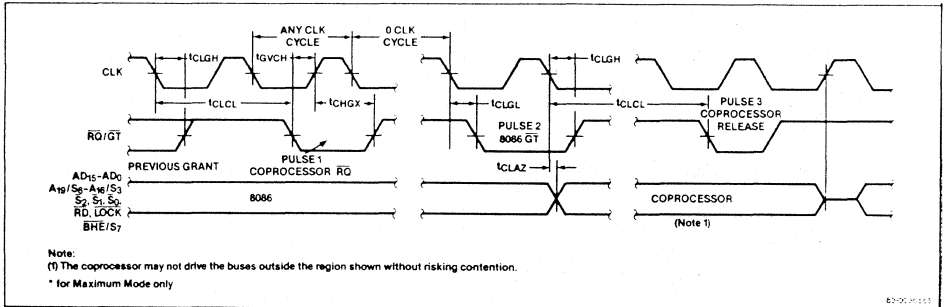 ANY CLK
CYCLE
0 CLK
CYCLE
tCLGH
tGVCH
tCLGH
CLK
tCLCL
tCHGX
tCLGL
tCLCL
RQ/GT
PULSE 2
8086 GT
PULSE 3
COPROCESSOR
RELEASE
PREVIOUS GRANT
PULSE 1
COPROCESSOR RQ
tCLAZ
AD15-AD0
A19/S6-A16/S3
S2, S1, S0,
RD, LOCK
BHE/S7
8086
COPROCESSOR
(Note 1)
Note:
(1) The coprocessor may not drive the buses outside the region shown without risking contention.
* for Maximum Mode only